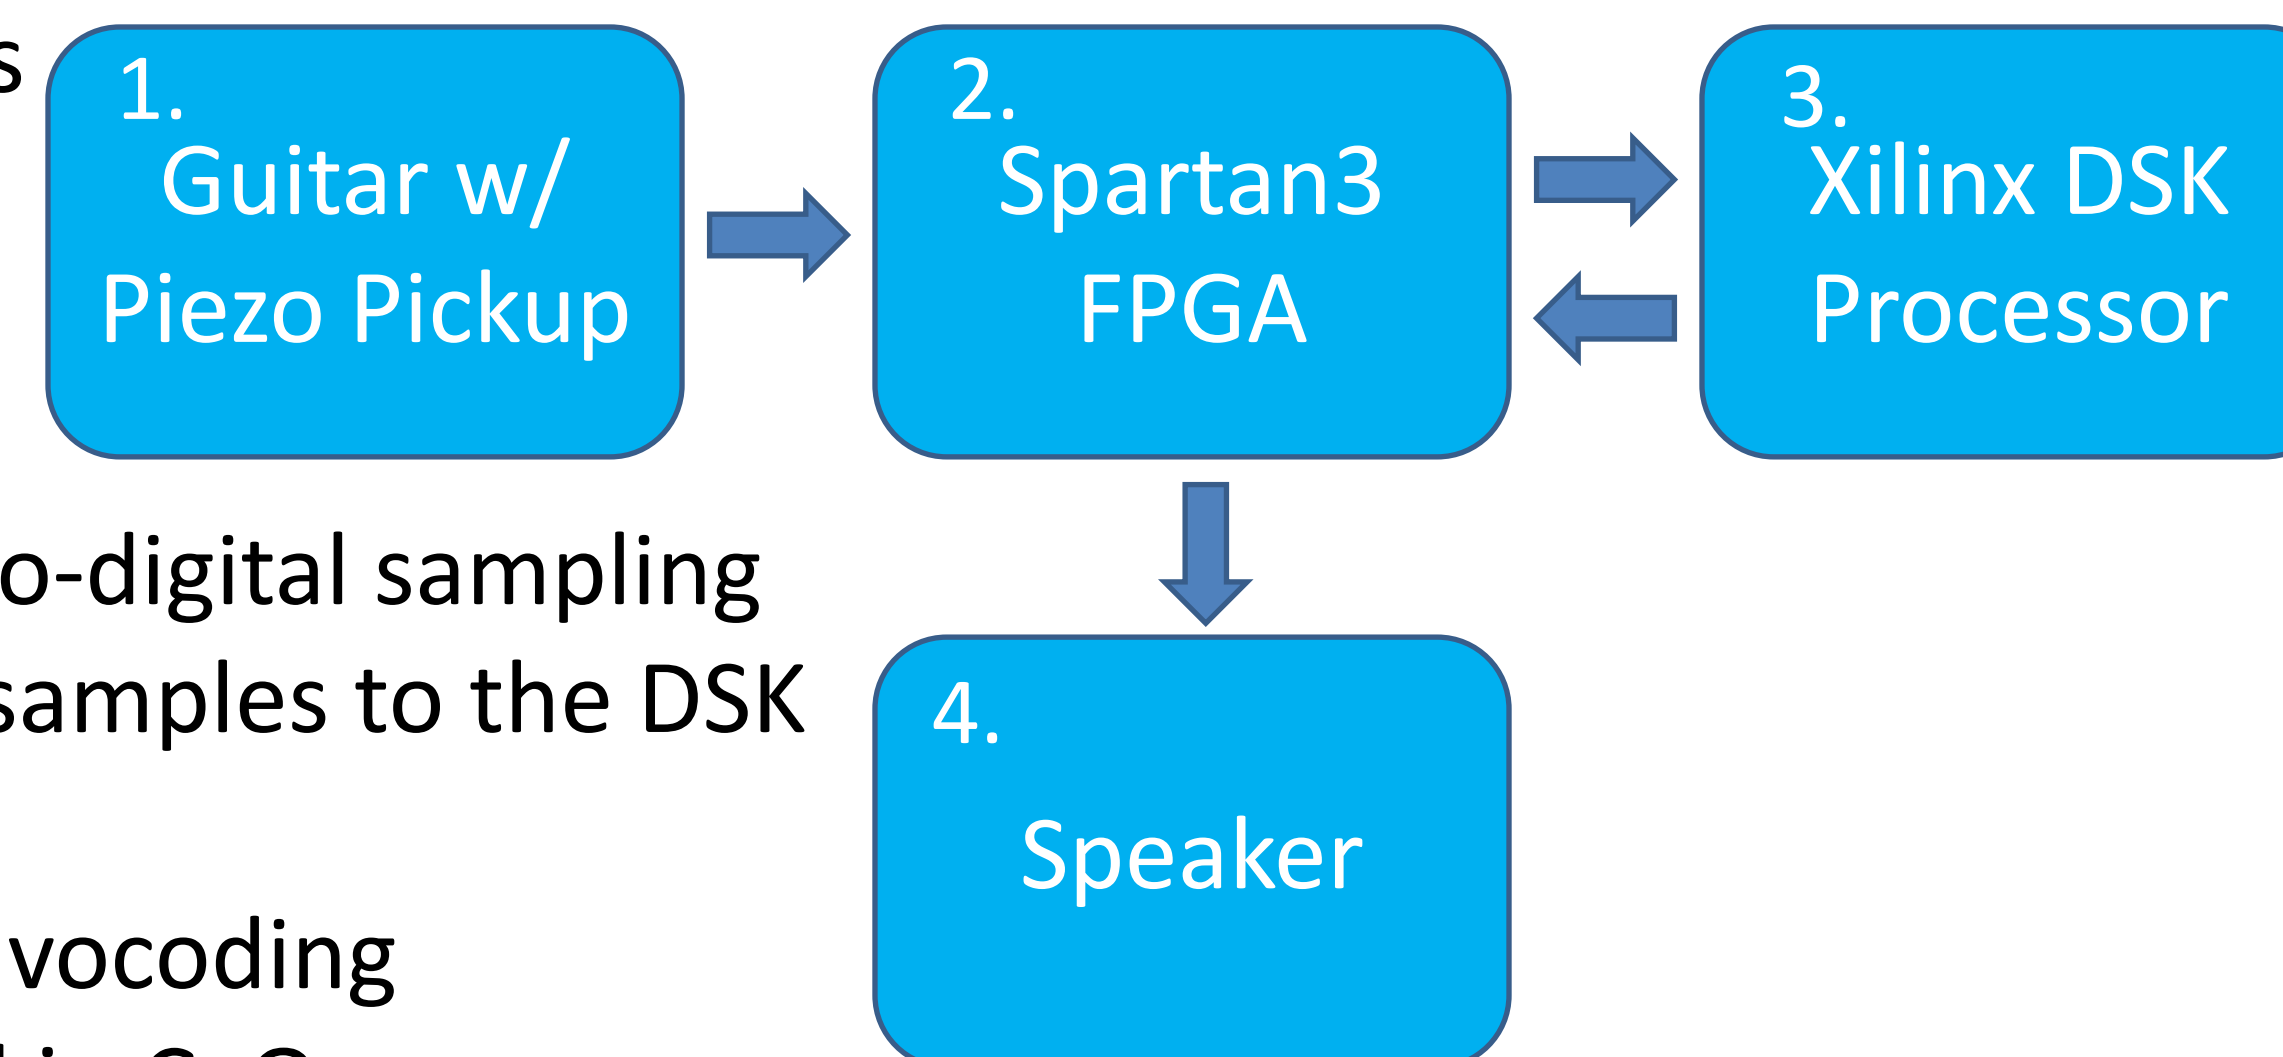 s
1.
Guitar w/
Piezo Pickup
2.
Spartan3
FPGA
3.
Xilinx DSK
Processor
o-digital sampling
samples to the DSK
4.
Speaker
vocoding